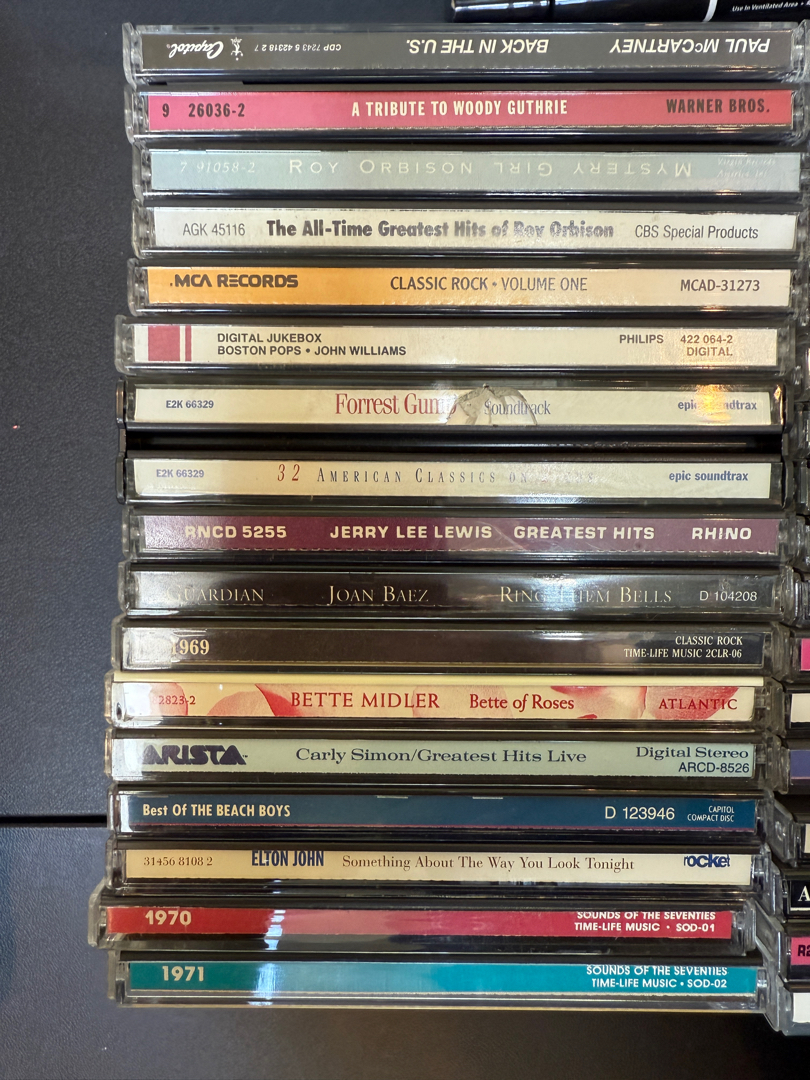 Use in Ventilated Area
PAUL McCARTNEY BACK IN THE U.S. CDP 7243 5 42318 2 7 Capitol
9 26036-2 A TRIBUTE TO WOODY GUTHRIE WARNER BROS.
7 91058-2 ROY ORBISON MYSTERY GIRL Virgin Records
AGK 45116 The All-Time Greatest Hits of Roy Orbison CBS Special Products
MCA RECORDS CLASSIC ROCK • VOLUME ONE MCAD-31273
DIGITAL JUKEBOX PHILIPS 422 064-2
BOSTON POPS • JOHN WILLIAMS DIGITAL
E2K 66329 Forrest Gump Soundtrack epic soundtrax
E2K 66329 32 AMERICAN CLASSICS ON epic soundtrax
RNCD 5255 JERRY LEE LEWIS GREATEST HITS RHINO
GUARDIAN JOAN BAEZ RING THEM BELLS D 104208
1969 CLASSIC ROCK
TIME-LIFE MUSIC 2CLR-06
2823-2 BETTE MIDLER Bette of Roses ATLANTIC
ARISTA Carly Simon/Greatest Hits Live Digital Stereo
ARCD-8526
Best Of THE BEACH BOYS D 123946 CAPITOL
COMPACT DISC
31456 8108 2 ELTON JOHN Something About The Way You Look Tonight rocket
1970 SOUNDS OF THE SEVENTIES
TIME-LIFE MUSIC • SOD-01
1971 SOUNDS OF THE SEVENTIES
TIME-LIFE MUSIC • SOD-02